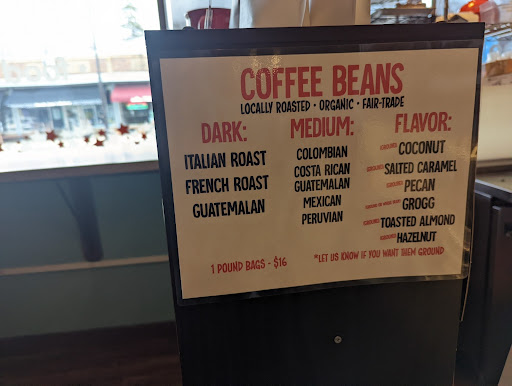 COFFEE BEANS
LOCALLY ROASTED • ORGANIC • FAIR-TRADE
DARK:
ITALIAN ROAST
FRENCH ROAST
GUATEMALAN
MEDIUM:
COLOMBIAN
COSTA RICAN
GUATEMALAN
MEXICAN
PERUVIAN
FLAVOR:
COCONUT
SALTED CARAMEL
PECAN
GROGG
TOASTED ALMOND
HAZELNUT
1 POUND BAGS - $16
*LET US KNOW IF YOU WANT THEM GROUND